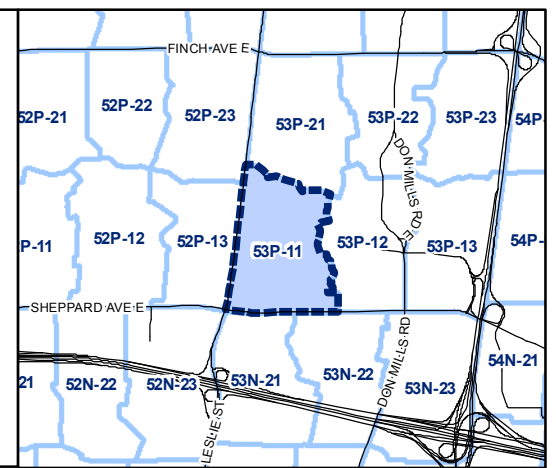 FINCH AVE E
52P-21
52P-22
52P-23
53P-21
53P-22
53P-23
54P-
DON MILLS RD E
P-11
52P-12
52P-13
53P-11
53P-12
53P-13
54P-
SHEPPARD AVE E
21
52N-22
52N-23
53N-21
53N-22
DON MILLS RD
53N-23
54N-21
LESLIE ST